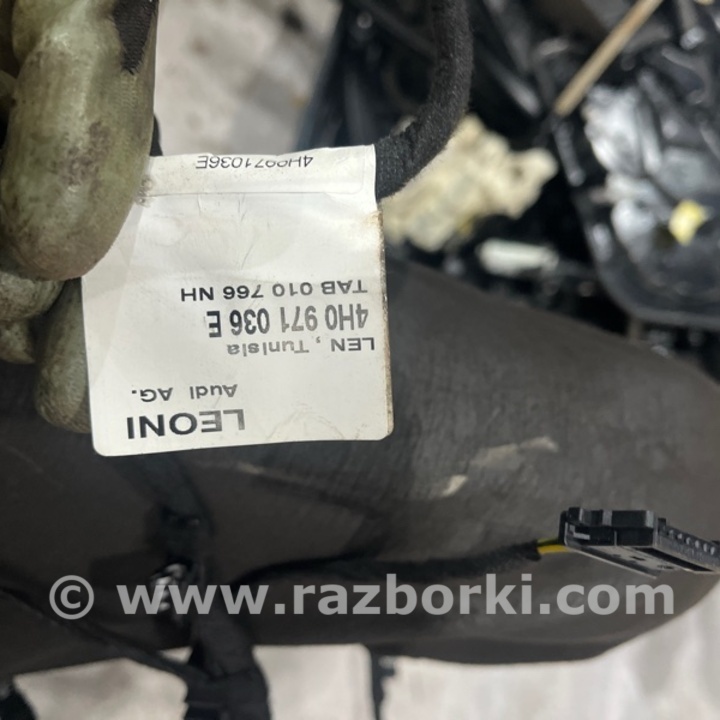 LEONI
Audi AG.
LEN , Tunisia
4H0 971 036 E
TAB 010 766 NH
4H0971036E
© www.razborki.com